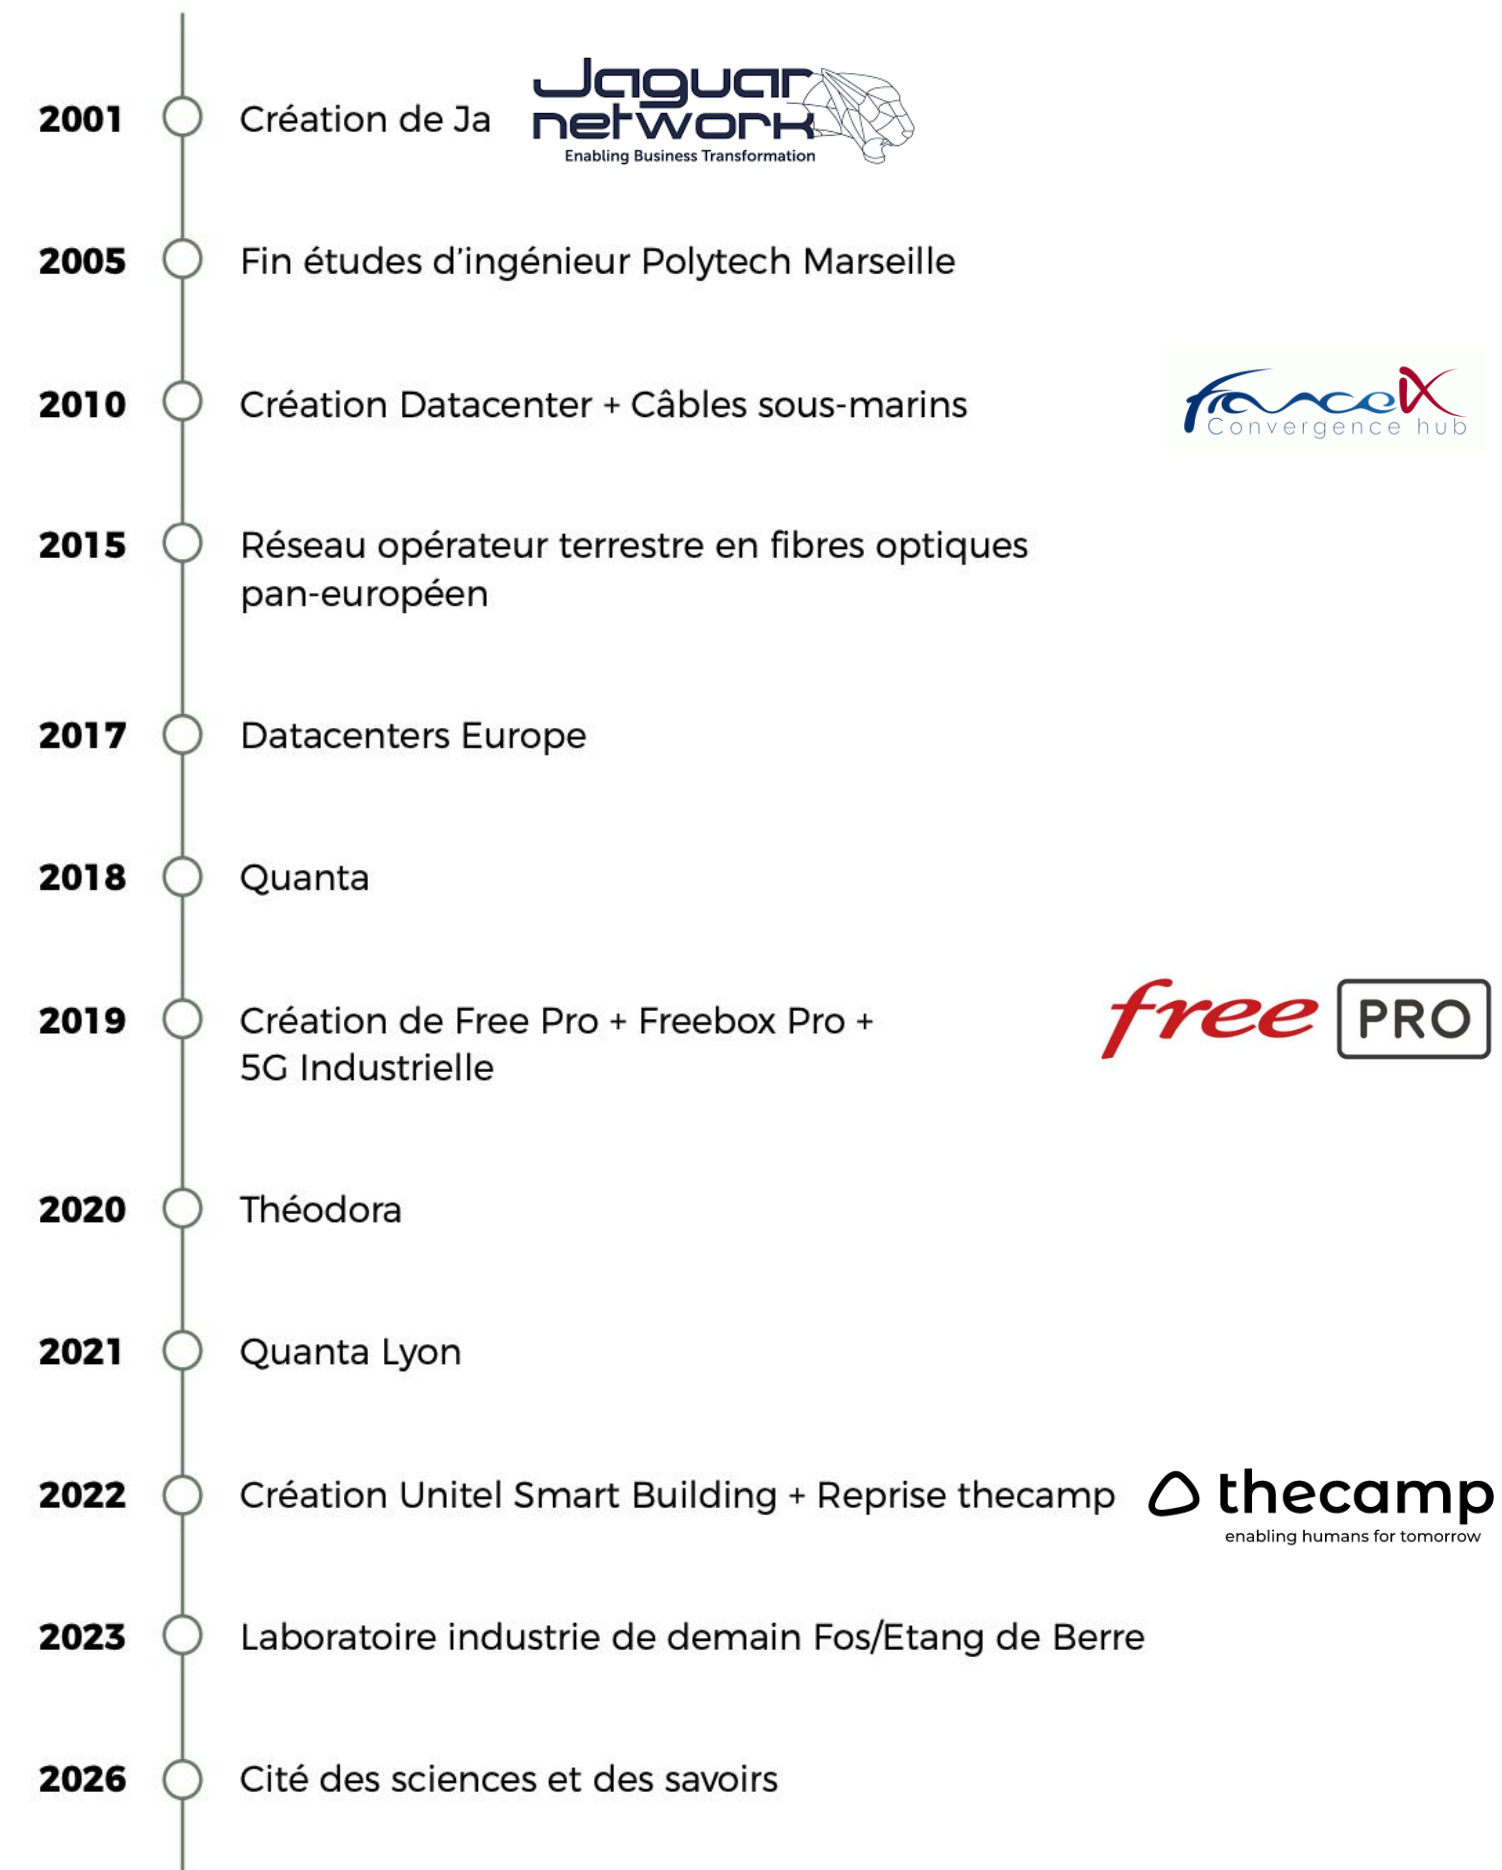 2001
Création de Ja
Jaguar
network
Enabling Business Transformation
2005
Fin études d’ingénieur Polytech Marseille
2010
Création Datacenter + Câbles sous-marins
franceIX
Convergence hub
2015
Réseau opérateur terrestre en fibres optiques
pan-européen
2017
Datacenters Europe
2018
Quanta
2019
Création de Free Pro + Freebox Pro +
5G Industrielle
free PRO
2020
Théodora
2021
Quanta Lyon
2022
Création Unitel Smart Building + Reprise thecamp
thecamp
enabling humans for tomorrow
2023
Laboratoire industrie de demain Fos/Etang de Berre
2026
Cité des sciences et des savoirs